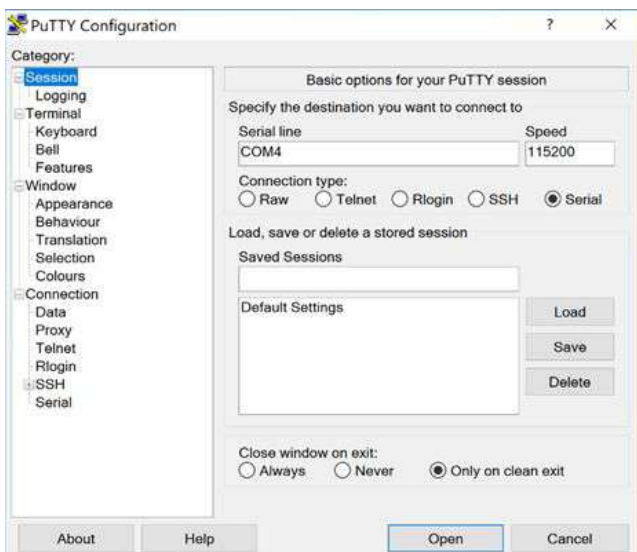 PuTTY Configuration
?
Category:
Session
Logging
Terminal
Keyboard
Bell
Features
Window
Appearance
Behaviour
Translation
Selection
Colours
Connection
Data
Proxy
Telnet
Rlogin
SSH
Serial
Basic options for your PuTTY session
Specify the destination you want to connect to
Serial line Speed
COM4 115200
Connection type:
Raw Telnet Rlogin SSH Serial
Load, save or delete a stored session
Saved Sessions
Default Settings
Load
Save
Delete
Close window on exit:
Always Never Only on clean exit
About Help Open Cancel